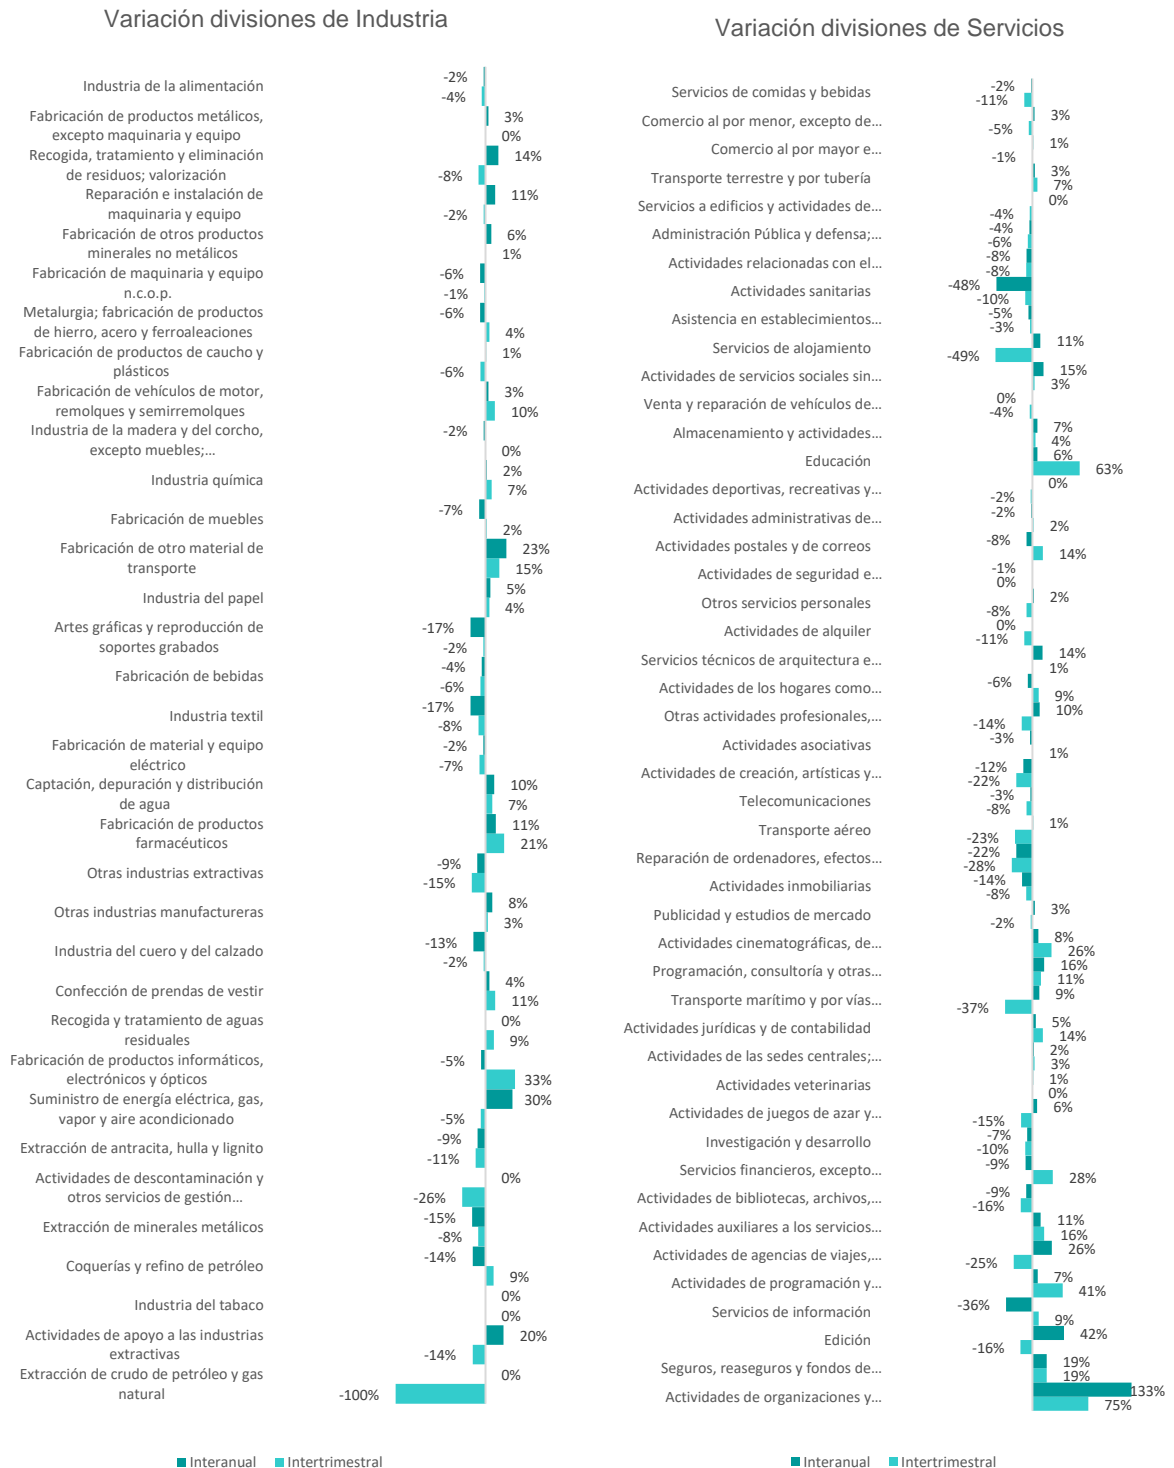 Variación divisiones de Industria
Industria de la alimentación
-2%
-4%
Fabricación de productos metálicos,
excepto maquinaria y equipo
3%
0%
Recogida, tratamiento y eliminación
de residuos; valorización
14%
-8%
Reparación e instalación de
maquinaria y equipo
11%
-2%
Fabricación de otros productos
minerales no metálicos
6%
1%
Fabricación de maquinaria y equipo
n.c.o.p.
-6%
-1%
Metalurgia; fabricación de productos
de hierro, acero y ferroaleaciones
-6%
4%
Fabricación de productos de caucho y
plásticos
1%
-6%
Fabricación de vehículos de motor,
remolques y semirremolques
3%
10%
Industria de la madera y del corcho,
excepto muebles;...
-2%
0%
Industria química
2%
7%
Fabricación de muebles
-7%
2%
Fabricación de otro material de
transporte
23%
15%
Industria del papel
5%
4%
Artes gráficas y reproducción de
soportes grabados
-17%
-2%
Fabricación de bebidas
-4%
-6%
Industria textil
-17%
-8%
Fabricación de material y equipo
eléctrico
-2%
-7%
Captación, depuración y distribución
de agua
10%
7%
Fabricación de productos
farmacéuticos
11%
21%
Otras industrias extractivas
-9%
-15%
Otras industrias manufactureras
8%
3%
Industria del cuero y del calzado
-13%
-2%
Confección de prendas de vestir
4%
11%
Recogida y tratamiento de aguas
residuales
0%
9%
Fabricación de productos informáticos,
electrónicos y ópticos
-5%
33%
Suministro de energía eléctrica, gas,
vapor y aire acondicionado
30%
-5%
Extracción de antracita, hulla y lignito
-9%
-11%
Actividades de descontaminación y
otros servicios de gestión...
0%
-26%
Extracción de minerales metálicos
-15%
-8%
Coquerías y refino de petróleo
-14%
9%
Industria del tabaco
0%
0%
Actividades de apoyo a las industrias
extractivas
20%
-14%
Extracción de crudo de petróleo y gas
natural
0%
-100%
Interanual
Intertrimestral
Variación divisiones de Servicios
Servicios de comidas y bebidas
-2%
-11%
Comercio al por menor, excepto de...
3%
-5%
Comercio al por mayor e...
1%
-1%
Transporte terrestre y por tubería
3%
7%
Servicios a edificios y actividades de...
0%
-4%
Administración Pública y defensa;...
-4%
-6%
Actividades relacionadas con el...
-8%
-8%
Actividades sanitarias
-48%
-10%
Asistencia en establecimientos...
-5%
-3%
Servicios de alojamiento
11%
-49%
Actividades de servicios sociales sin...
15%
3%
Venta y reparación de vehículos de...
0%
-4%
Almacenamiento y actividades...
7%
4%
Educación
6%
63%
Actividades deportivas, recreativas y...
0%
-2%
Actividades administrativas de...
-2%
2%
Actividades postales y de correos
-8%
14%
Actividades de seguridad e...
-1%
0%
Otros servicios personales
2%
-8%
Actividades de alquiler
0%
-11%
Servicios técnicos de arquitectura e...
14%
1%
Actividades de los hogares como...
-6%
9%
Otras actividades profesionales,...
10%
-14%
Actividades asociativas
-3%
1%
Actividades de creación, artísticas y...
-12%
-22%
Telecomunicaciones
-3%
-8%
Transporte aéreo
1%
-23%
Reparación de ordenadores, efectos...
-22%
-28%
Actividades inmobiliarias
-14%
-8%
Publicidad y estudios de mercado
3%
-2%
Actividades cinematográficas, de...
8%
26%
Programación, consultoría y otras...
16%
11%
Transporte marítimo y por vías...
9%
-37%
Actividades jurídicas y de contabilidad
5%
14%
Actividades de las sedes centrales;...
2%
3%
Actividades veterinarias
1%
0%
Actividades de juegos de azar y...
6%
-15%
Investigación y desarrollo
-7%
-10%
Servicios financieros, excepto...
-9%
28%
Actividades de bibliotecas, archivos,...
-9%
-16%
Actividades auxiliares a los servicios...
11%
16%
Actividades de agencias de viajes,...
26%
-25%
Actividades de programación y...
7%
41%
Servicios de información
-36%
9%
Edición
42%
-16%
Seguros, reaseguros y fondos de...
19%
19%
Actividades de organizaciones y...
133%
75%
Interanual
Intertrimestral